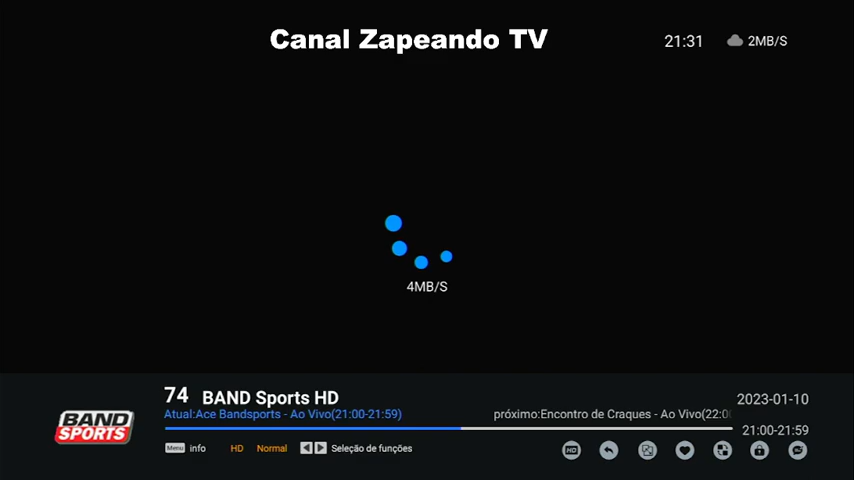 Canal Zapeando TV
21:31
2MB/S
4MB/S
74 BAND Sports HD
2023-01-10
Atual:Ace Bandsports - Ao Vivo(21:00-21:59)
próximo:Encontro de Craques - Ao Vivo(22:0
BAND
SPORTS
21:00-21:59
Menu info HD Normal Seleção de funções
HD